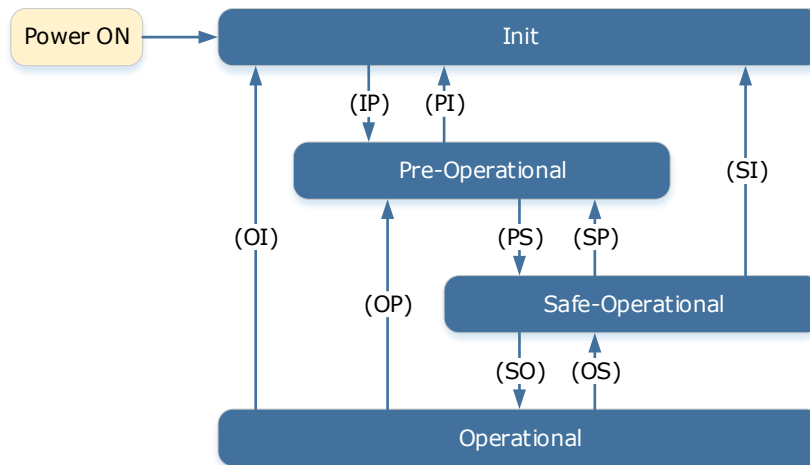 Power ON
Init
(IP)
(PI)
Pre-Operational
(SI)
(OI)
(PS)
(SP)
(OP)
Safe-Operational
(SO)
(OS)
Operational